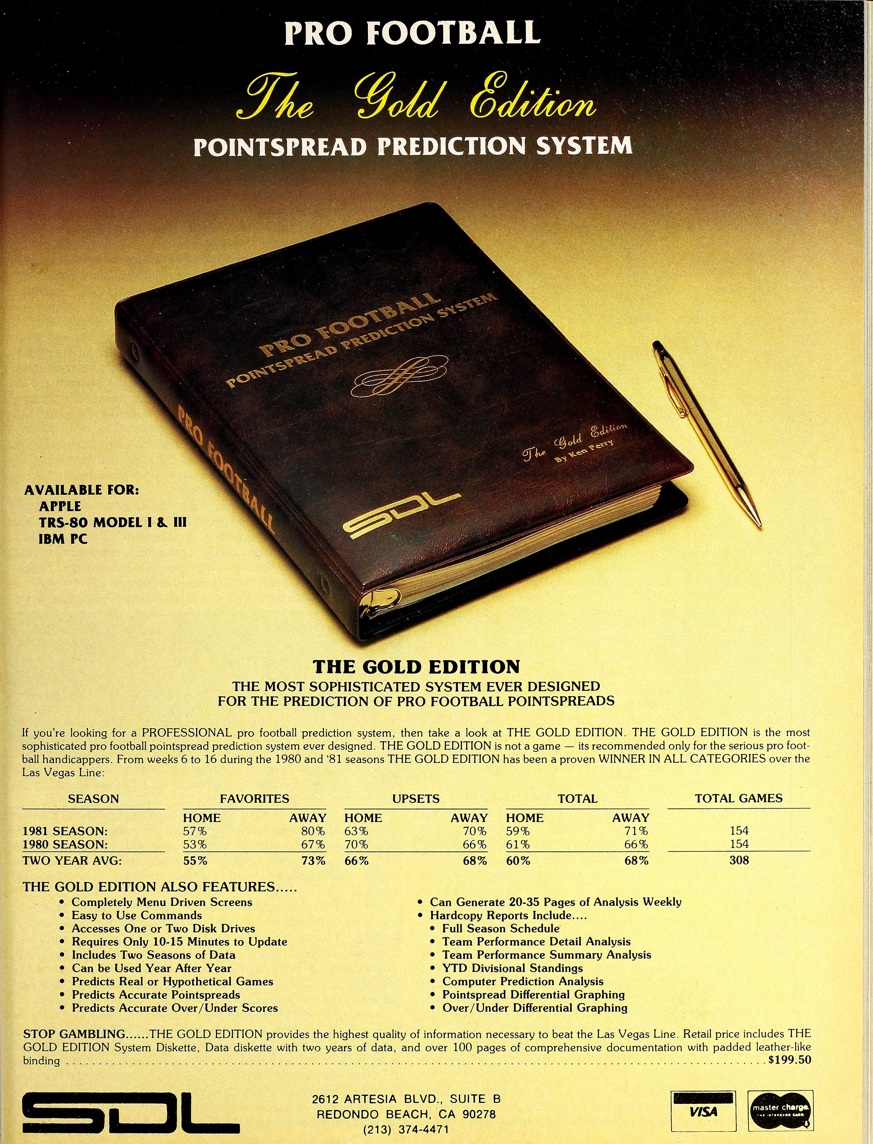 PRO FOOTBALL
The Gold Edition
POINTSPREAD PREDICTION SYSTEM
PRO FOOTBALL
POINTSPREAD PREDICTION SYSTEM
The Gold Edition
By Ken Perry
SDL
PRO FOOTBALL
AVAILABLE FOR:
APPLE
TRS-80 MODEL I & III
IBM PC
THE GOLD EDITION
THE MOST SOPHISTICATED SYSTEM EVER DESIGNED
FOR THE PREDICTION OF PRO FOOTBALL POINTSPREADS
If you're looking for a PROFESSIONAL pro football prediction system, then take a look at THE GOLD EDITION. THE GOLD EDITION is the most
sophisticated pro football pointspread prediction system ever designed. THE GOLD EDITION is not a game — its recommended only for the serious pro foot-
ball handicappers. From weeks 6 to 16 during the 1980 and '81 seasons THE GOLD EDITION has been a proven WINNER IN ALL CATEGORIES over the
Las Vegas Line:
SEASON FAVORITES UPSETS TOTAL TOTAL GAMES
HOME AWAY HOME AWAY HOME AWAY
1981 SEASON: 57% 80% 63% 70% 59% 71% 154
1980 SEASON: 53% 67% 70% 66% 61% 66% 154
TWO YEAR AVG: 55% 73% 66% 68% 60% 68% 308
THE GOLD EDITION ALSO FEATURES.....
• Completely Menu Driven Screens
• Easy to Use Commands
• Accesses One or Two Disk Drives
• Requires Only 10-15 Minutes to Update
• Includes Two Seasons of Data
• Can be Used Year After Year
• Predicts Real or Hypothetical Games
• Predicts Accurate Pointspreads
• Predicts Accurate Over/Under Scores
• Can Generate 20-35 Pages of Analysis Weekly
• Hardcopy Reports Include....
• Full Season Schedule
• Team Performance Detail Analysis
• Team Performance Summary Analysis
• YTD Divisional Standings
• Computer Prediction Analysis
• Pointspread Differential Graphing
• Over/Under Differential Graphing
STOP GAMBLING......THE GOLD EDITION provides the highest quality of information necessary to beat the Las Vegas Line. Retail price includes THE
GOLD EDITION System Diskette, Data diskette with two years of data, and over 100 pages of comprehensive documentation with padded leather-like
binding . . . . . . . . . . . . . . . . . . . . . . . . . . . . . . $199.50
SDL
2612 ARTESIA BLVD., SUITE B
REDONDO BEACH, CA 90278
(213) 374-4471
VISA
master charge
THE INTERBANK CARD